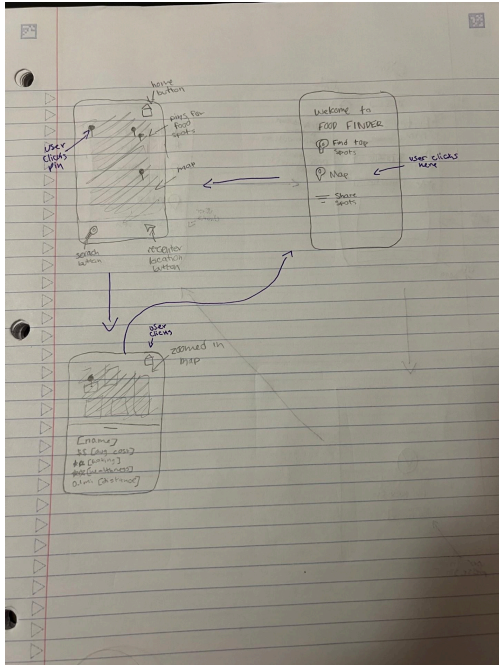 home
button
pins for
food
spots
user
clicks
pin
map
search
button
recenter
location
button
Welcome to
FOOD FINDER
Find top
spots
Map
Share
spots
user clicks
here
user
clicks
zoomed in
map
[name]
$$ [avg cost]
[distance]